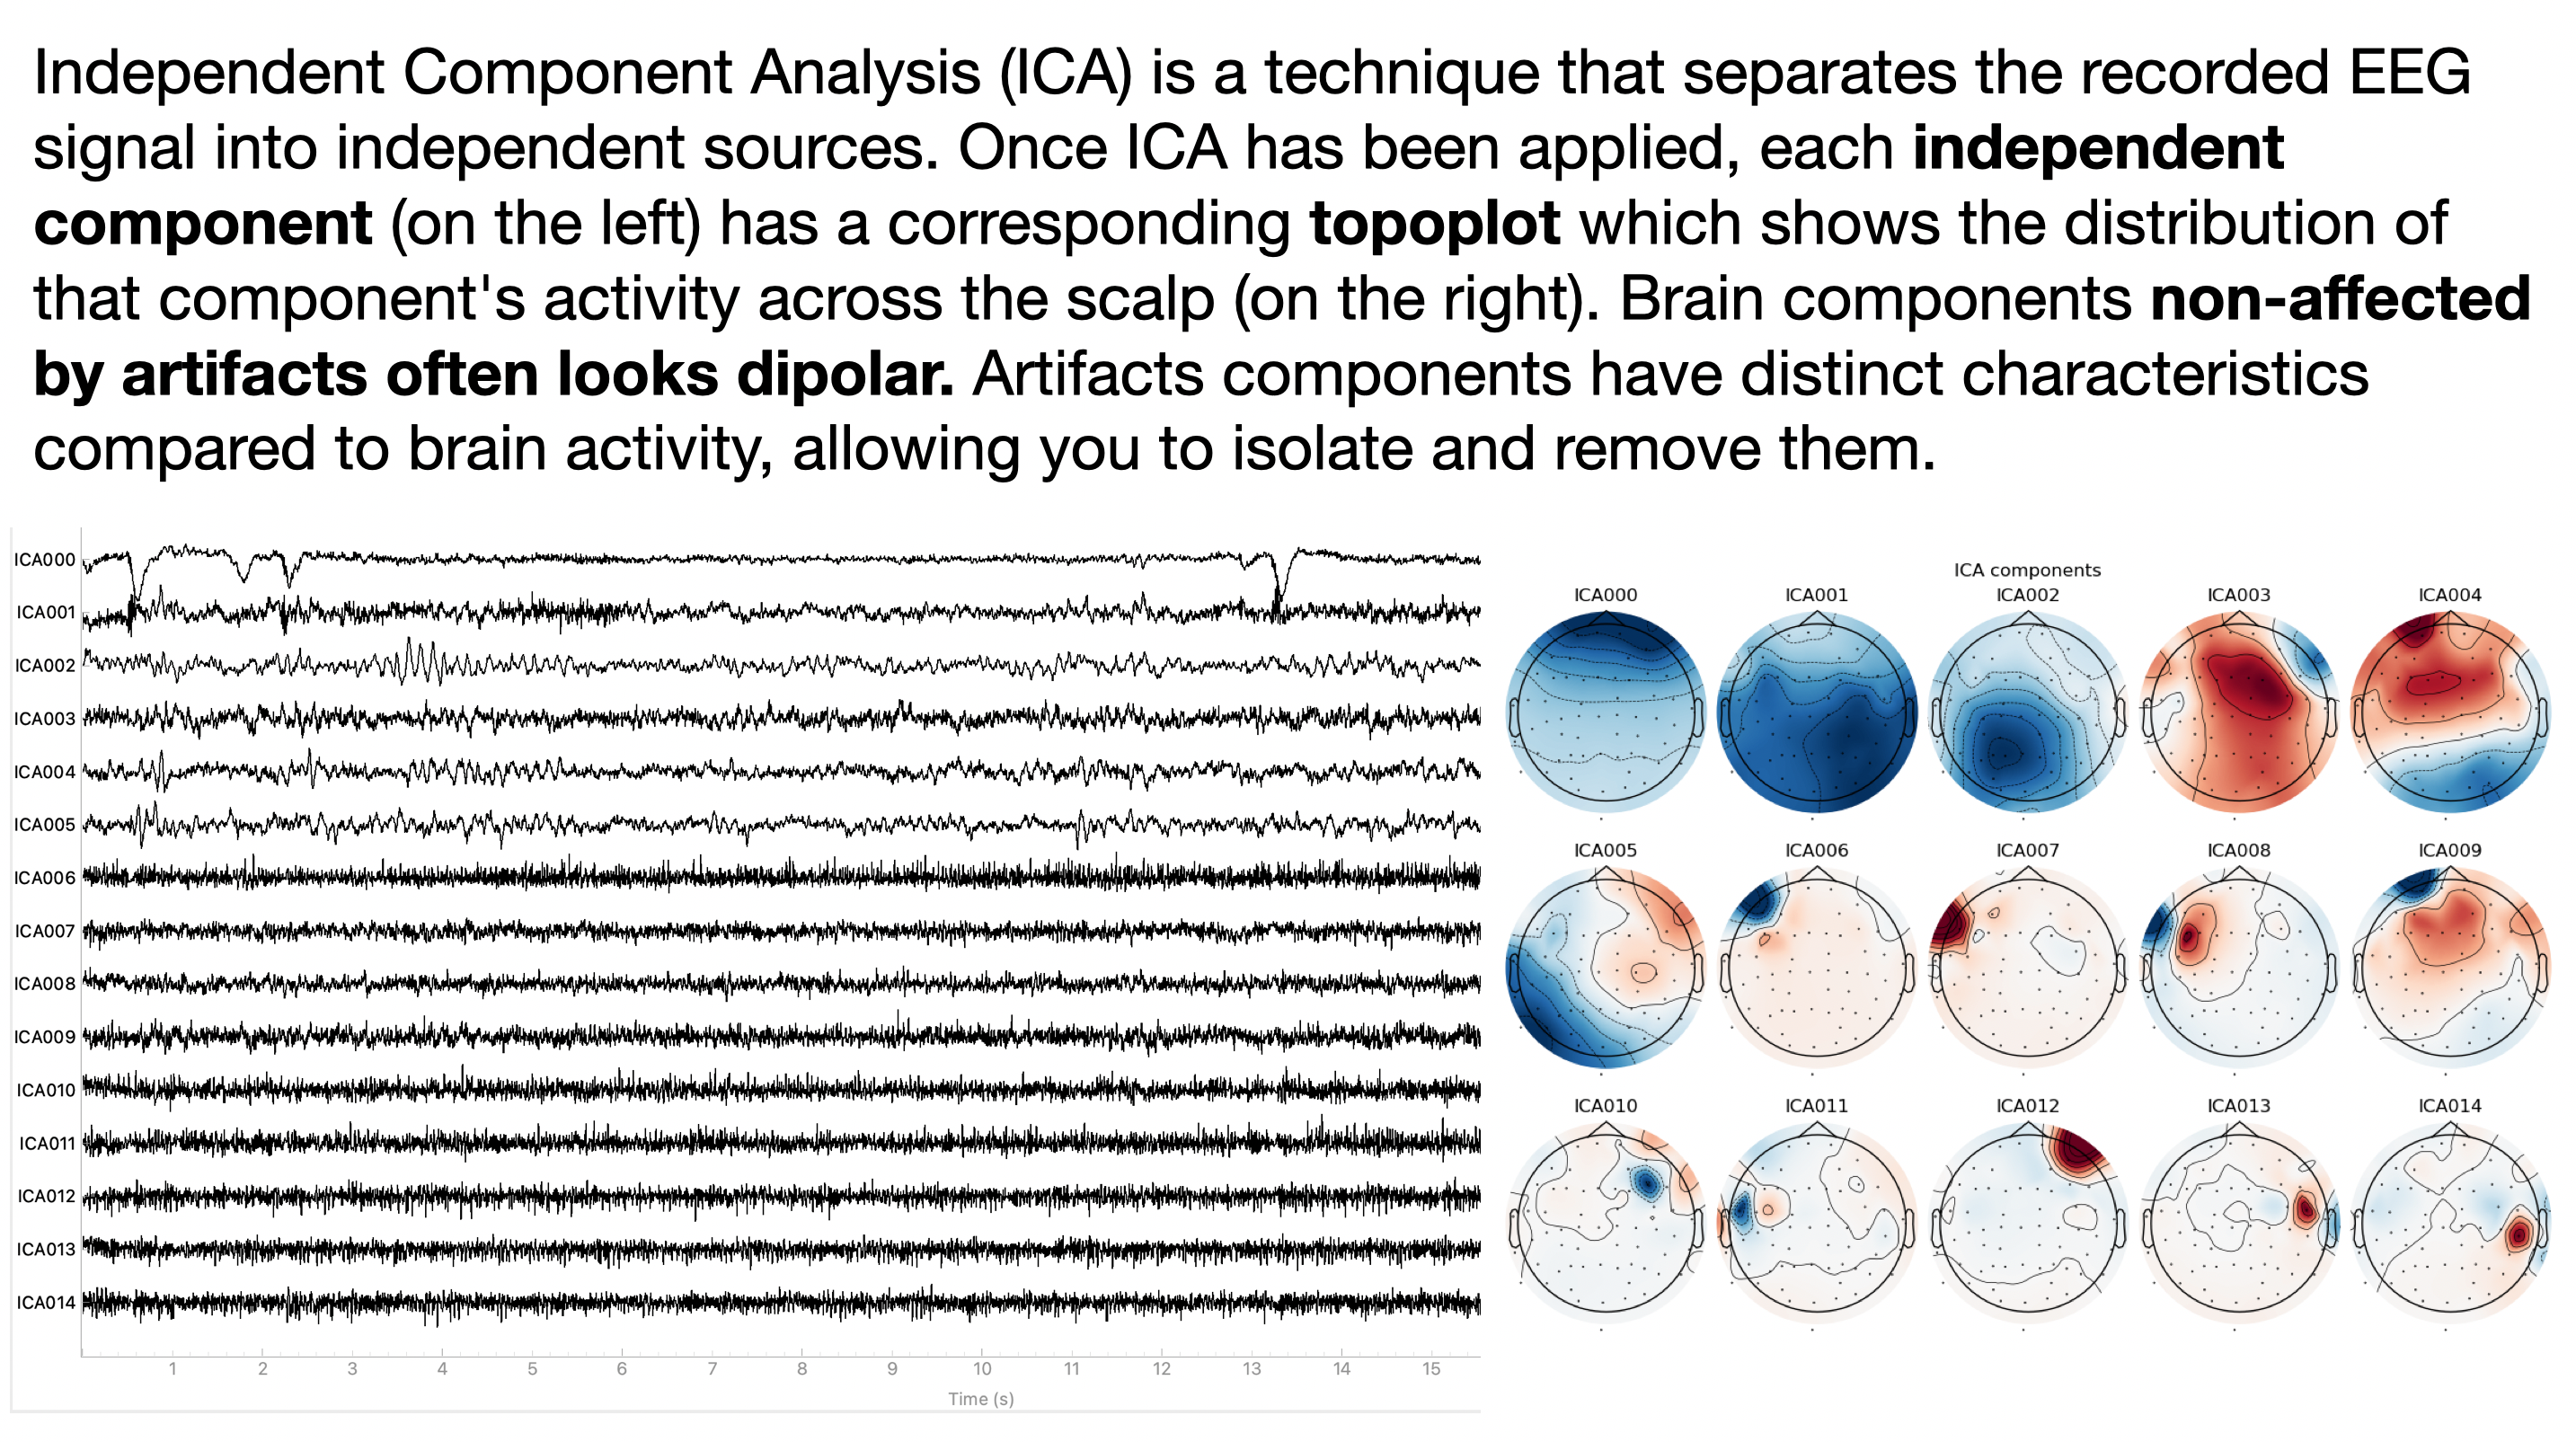 Independent Component Analysis (ICA) is a technique that separates the recorded EEG
signal into independent sources. Once ICA has been applied, each independent
component (on the left) has a corresponding topoplot which shows the distribution of
that component's activity across the scalp (on the right). Brain components non-affected
by artifacts often looks dipolar. Artifacts components have distinct characteristics
compared to brain activity, allowing you to isolate and remove them.
ICA000
ICA001
ICA002
ICA003
ICA004
ICA005
ICA006
ICA007
ICA008
ICA009
ICA010
ICA011
ICA012
ICA013
ICA014
1 2 3 4 5 6 7 8 9 10 11 12 13 14 15
Time (s)
ICA components
ICA000 ICA001 ICA002 ICA003 ICA004
ICA005 ICA006 ICA007 ICA008 ICA009
ICA010 ICA011 ICA012 ICA013 ICA014